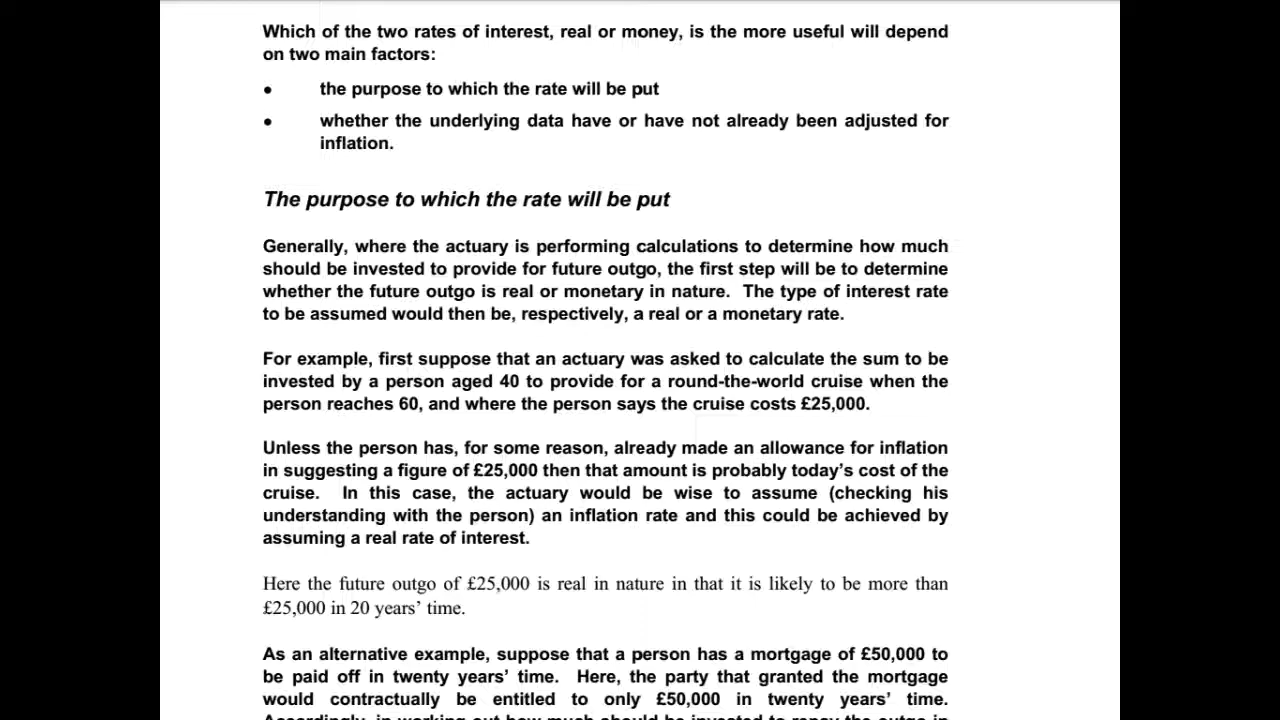 Which of the two rates of interest, real or money, is the more useful will depend
on two main factors:
• the purpose to which the rate will be put
• whether the underlying data have or have not already been adjusted for
inflation.
The purpose to which the rate will be put
Generally, where the actuary is performing calculations to determine how much
should be invested to provide for future outgo, the first step will be to determine
whether the future outgo is real or monetary in nature. The type of interest rate
to be assumed would then be, respectively, a real or a monetary rate.
For example, first suppose that an actuary was asked to calculate the sum to be
invested by a person aged 40 to provide for a round-the-world cruise when the
person reaches 60, and where the person says the cruise costs £25,000.
Unless the person has, for some reason, already made an allowance for inflation
in suggesting a figure of £25,000 then that amount is probably today’s cost of the
cruise. In this case, the actuary would be wise to assume (checking his
understanding with the person) an inflation rate and this could be achieved by
assuming a real rate of interest.
Here the future outgo of £25,000 is real in nature in that it is likely to be more than
£25,000 in 20 years’ time.
As an alternative example, suppose that a person has a mortgage of £50,000 to
be paid off in twenty years’ time. Here, the party that granted the mortgage
would contractually be entitled to only £50,000 in twenty years’ time.
Accordingly, in working out how much should be invested to repay the outgo in